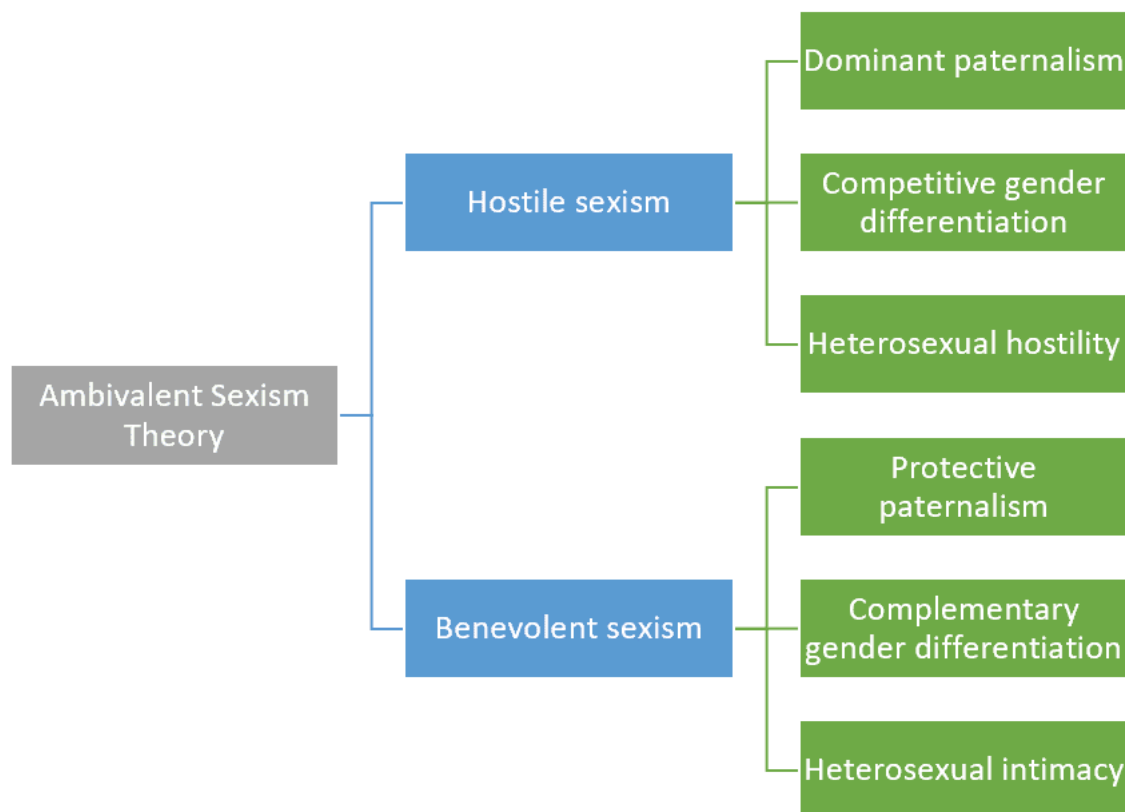 Dominant paternalism
Hostile sexism
Competitive gender
differentiation
Heterosexual hostility
Ambivalent Sexism
Theory
Protective
paternalism
Benevolent sexism
Complementary
gender differentiation
Heterosexual intimacy